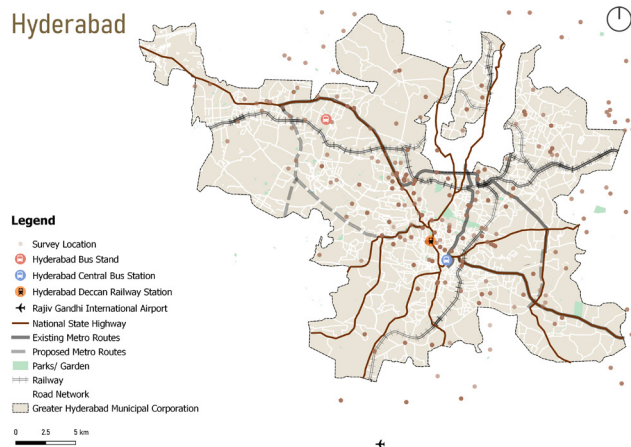 Hyderabad
Legend
Survey Location
Hyderabad Bus Stand
Hyderabad Central Bus Station
Hyderabad Deccan Railway Station
Rajiv Gandhi International Airport
National State Highway
Existing Metro Routes
Proposed Metro Routes
Parks/ Garden
Railway
Road Network
Greater Hyderabad Municipal Corporation
0 2.5 5 km